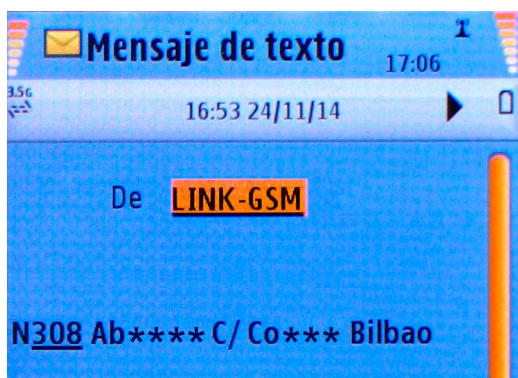 Mensaje de texto
17:06
3.5G
16:53 24/11/14
De LINK-GSM
N308 Ab**** C/ Co*** Bilbao